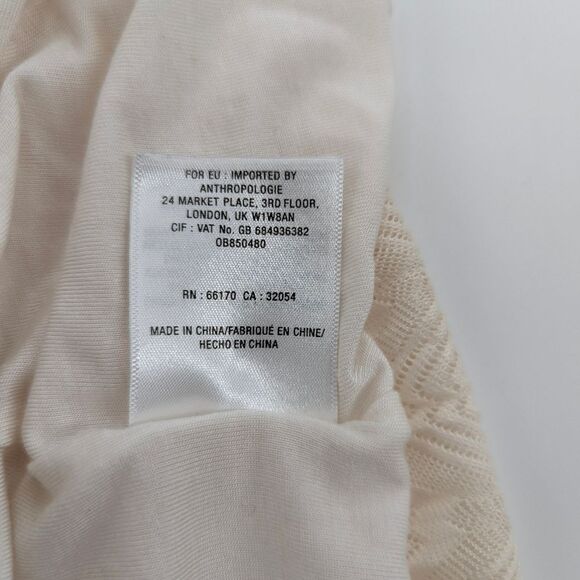 FOR EU : IMPORTED BY
ANTHROPOLOGIE
24 MARKET PLACE, 3RD FLOOR,
LONDON, UK W1W8AN
CIF : VAT No. GB 684936382
OB850480
RN : 66170 CA : 32054
MADE IN CHINA/FABRIQUÉ EN CHINE/
HECHO EN CHINA